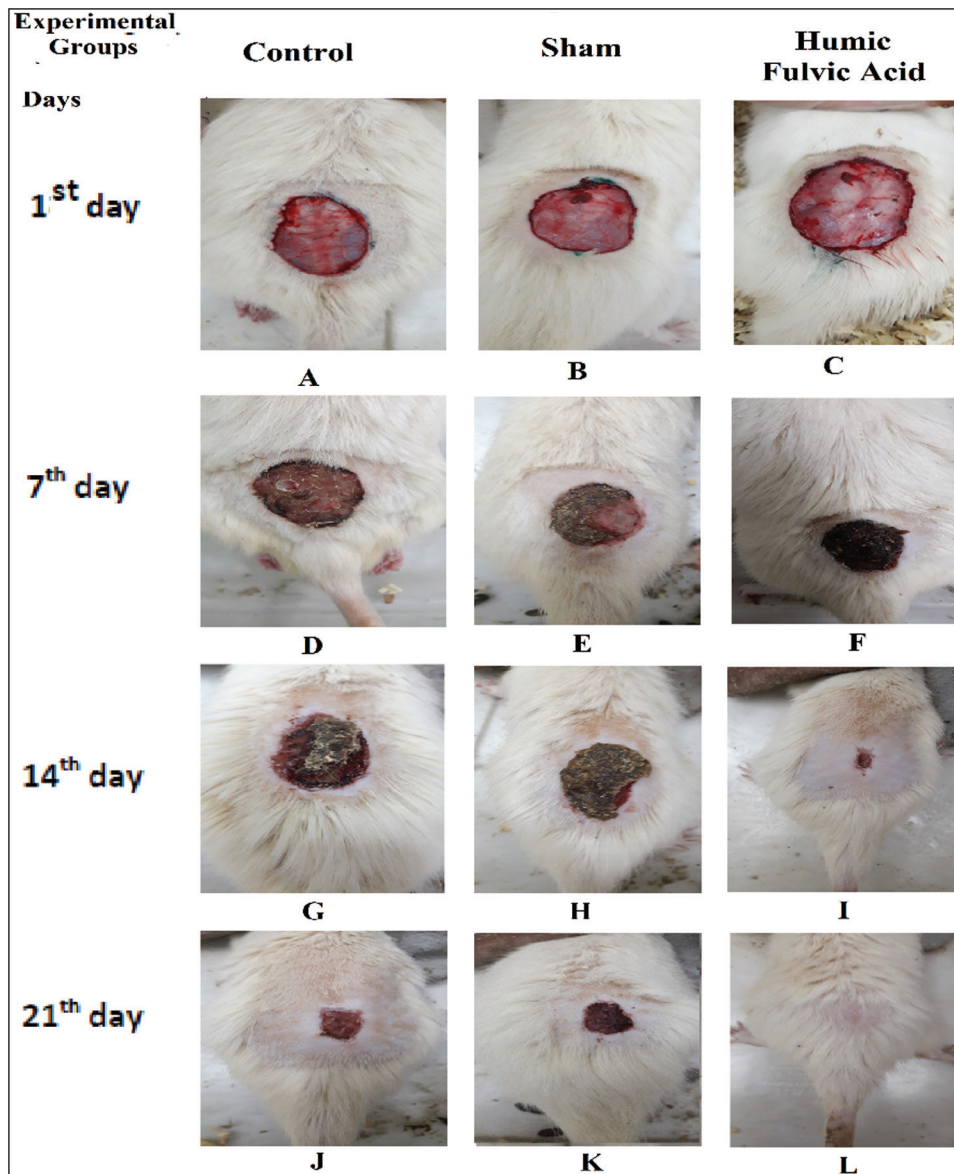 Experimental
Groups
Control
Sham
Humic
Fulvic Acid
Days
1st day
A
B
C
7th day
D
E
F
14th day
G
H
I
21th day
J
K
L